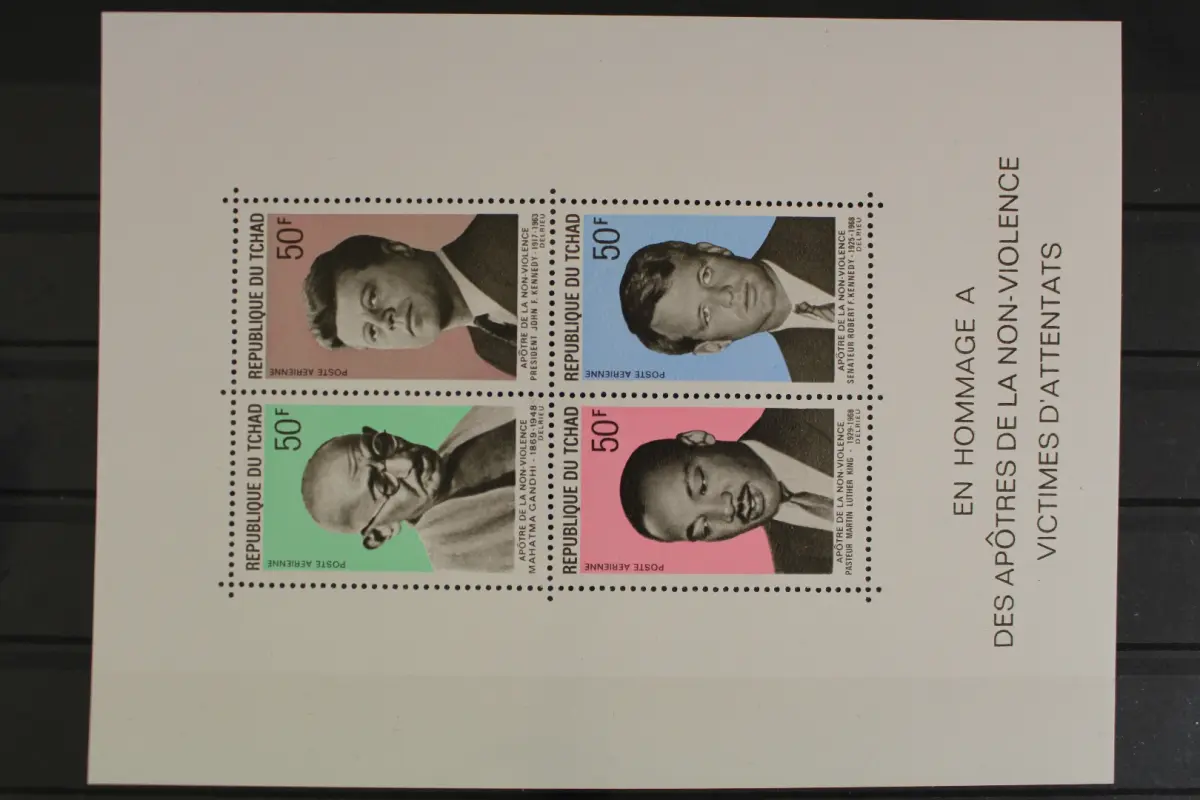 REPUBLIQUE DU TCHAD
50F
POSTE AERIENNE
APÔTRE DE LA NON-VIOLENCE
MAHATMA GANDHI - 1869-1948
DELRIEU
REPUBLIQUE DU TCHAD
50F
POSTE AERIENNE
APÔTRE DE LA NON-VIOLENCE
PRESIDENT JOHN F. KENNEDY - 1917-1963
DELRIEU
REPUBLIQUE DU TCHAD
50F
POSTE AERIENNE
APÔTRE DE LA NON-VIOLENCE
PASTEUR MARTIN LUTHER KING - 1929-1968
DELRIEU
REPUBLIQUE DU TCHAD
50F
POSTE AERIENNE
APÔTRE DE LA NON-VIOLENCE
SENATEUR ROBERT F. KENNEDY - 1925-1968
DELRIEU
EN HOMMAGE A
DES APÔTRES DE LA NON-VIOLENCE
VICTIMES D'ATTENTATS